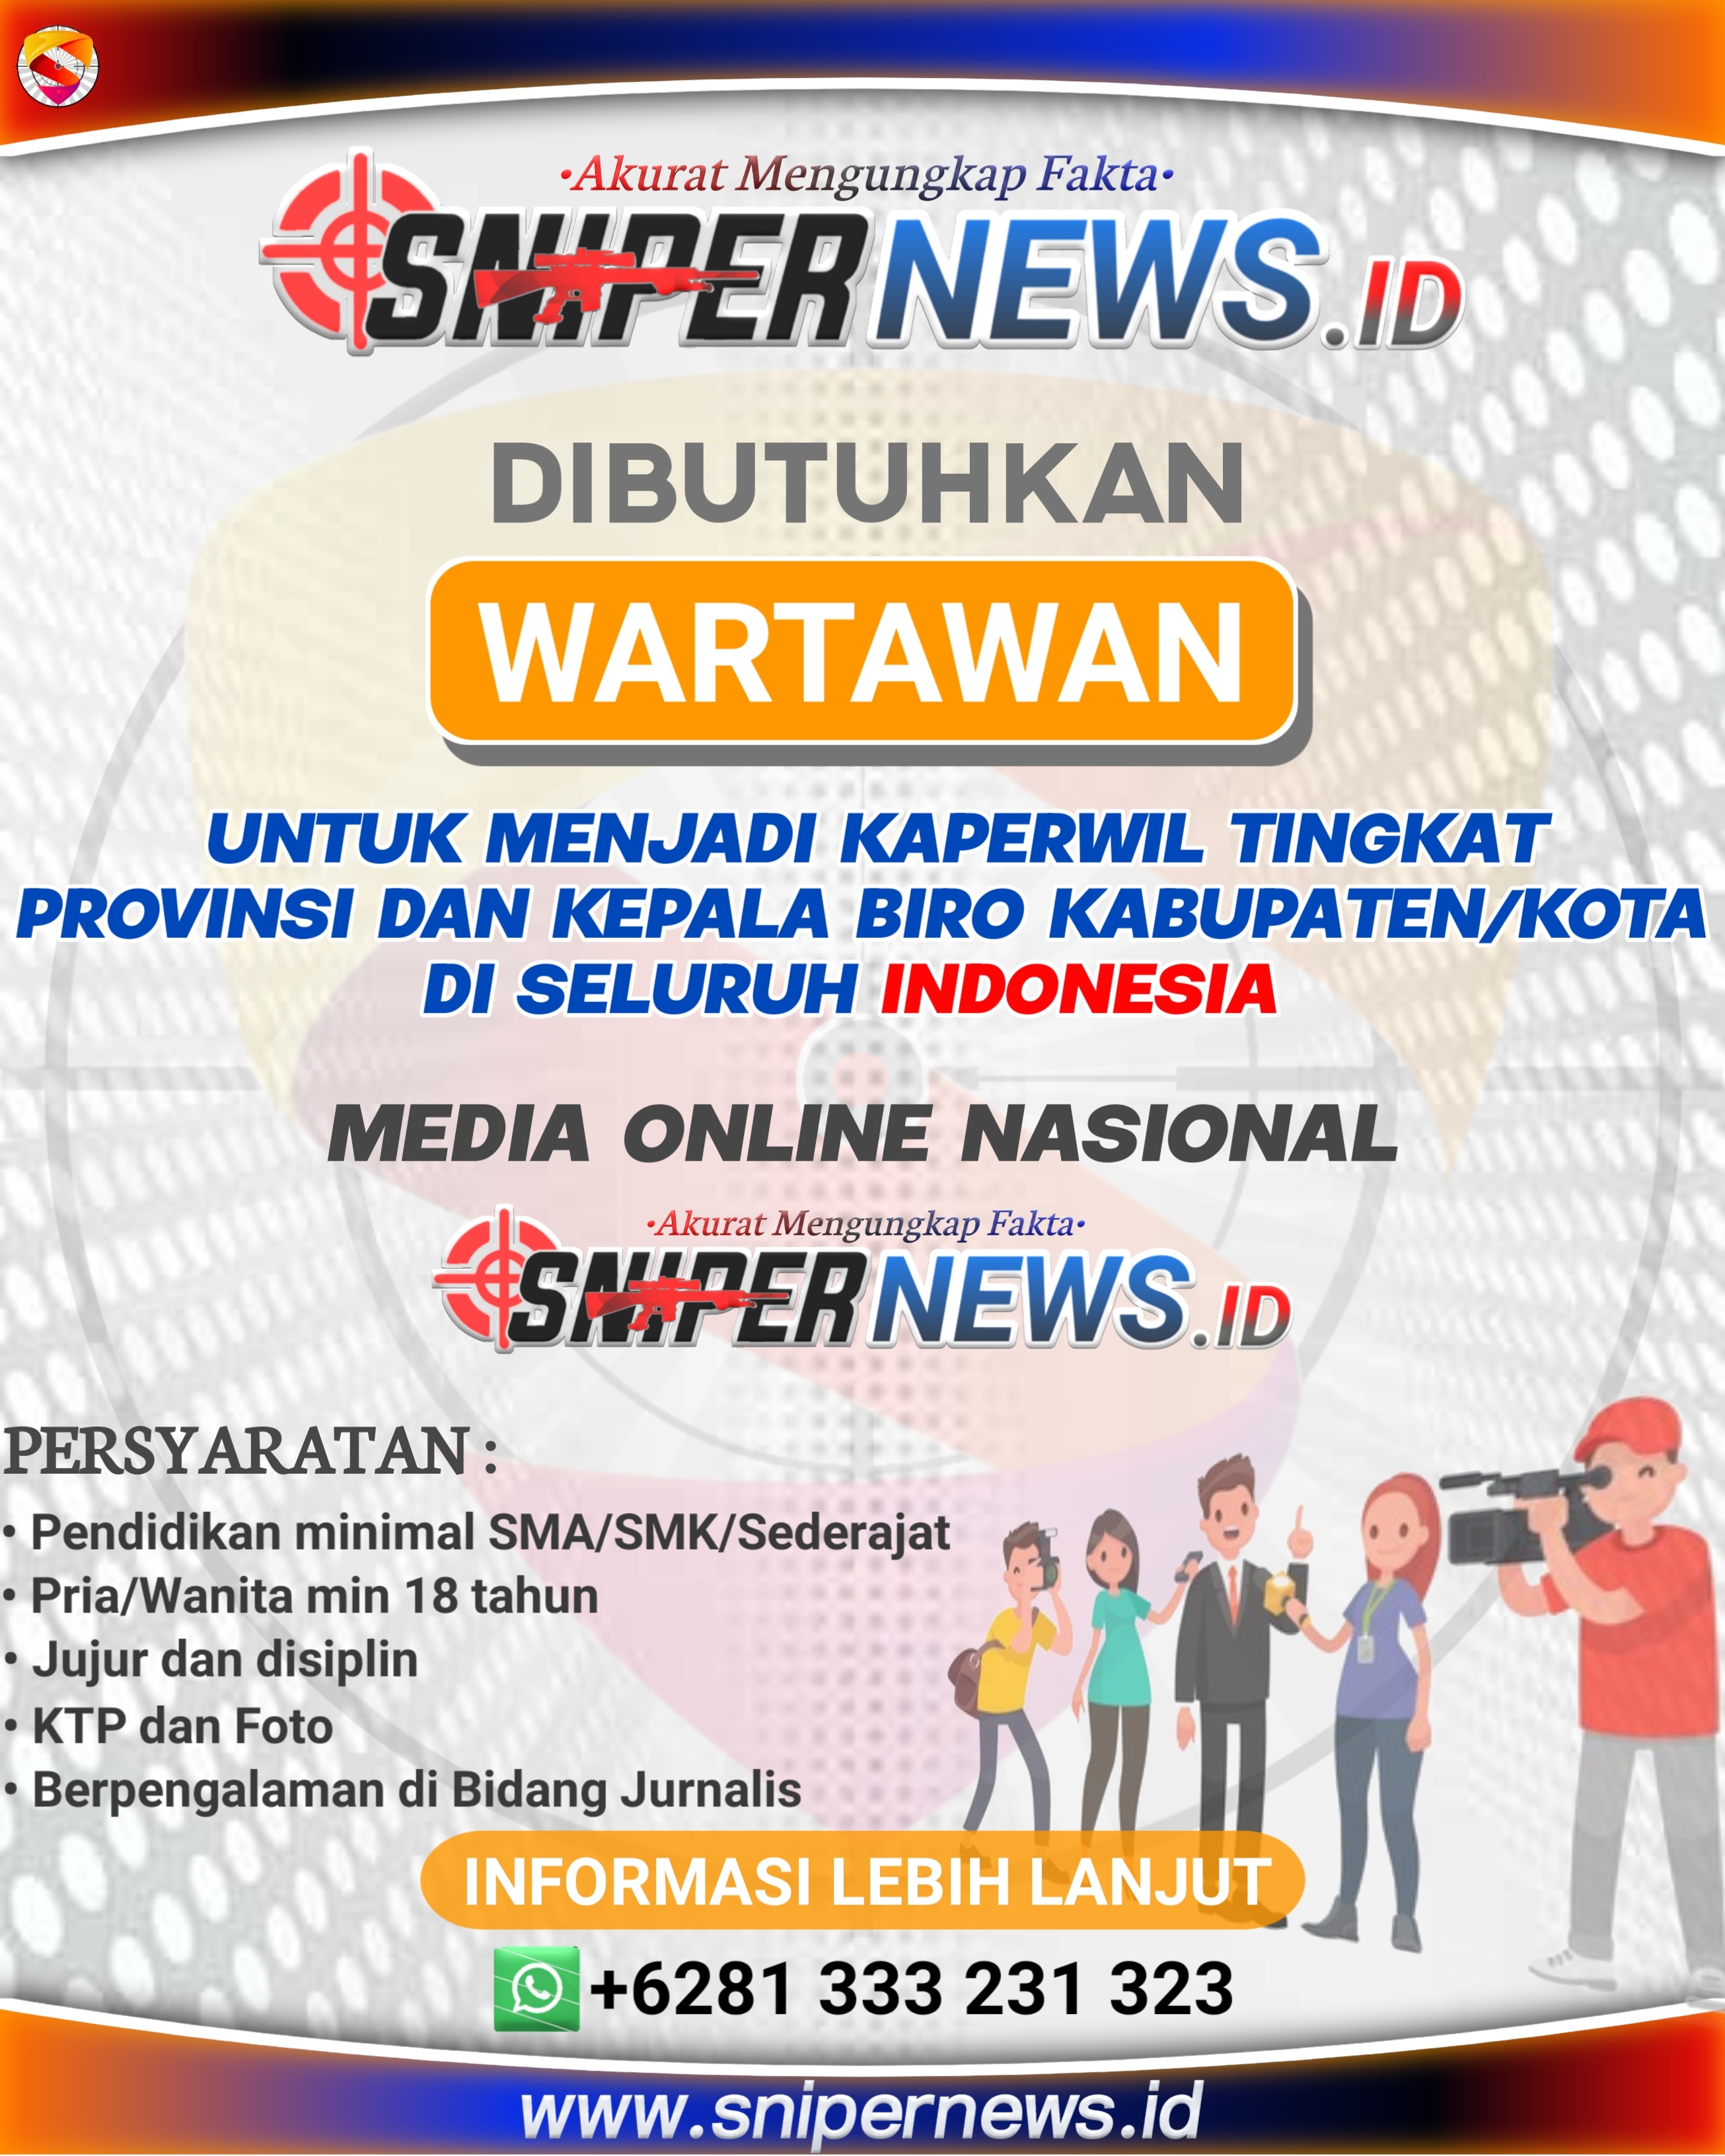 •Akurat Mengungkap Fakta•
SNIPER NEWS.ID
DIBUTUHKAN
WARTAWAN
UNTUK MENJADI KAPERWIL TINGKAT
PROVINSI DAN KEPALA BIRO KABUPATEN/KOTA
DI SELURUH INDONESIA
MEDIA ONLINE NASIONAL
•Akurat Mengungkap Fakta•
SNIPER NEWS.ID
PERSYARATAN :
• Pendidikan minimal SMA/SMK/Sederajat
• Pria/Wanita min 18 tahun
• Jujur dan disiplin
• KTP dan Foto
• Berpengalaman di Bidang Jurnalis
INFORMASI LEBIH LANJUT
+6281 333 231 323
www.snipernews.id